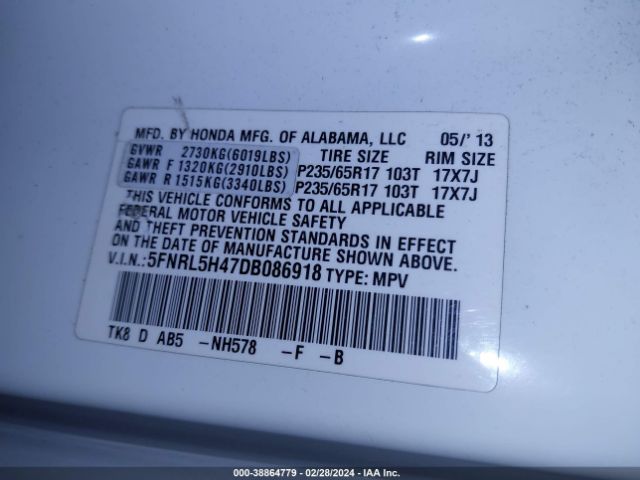 MFD. BY HONDA MFG. OF ALABAMA, LLC 05/'13
GVWR 2730KG(6019LBS) TIRE SIZE RIM SIZE
GAWR F 1320KG(2910LBS) P235/65R17 103T 17X7J
GAWR R 1515KG(3340LBS) P235/65R17 103T 17X7J
THIS VEHICLE CONFORMS TO ALL APPLICABLE
FEDERAL MOTOR VEHICLE SAFETY
AND THEFT PREVENTION STANDARDS IN EFFECT
ON THE DATE OF MANUFACTURE SHOWN ABOVE.
V.I.N.:5FNRL5H47DB086918 TYPE: MPV
TK8 D AB5 -NH578 -F -B
000-38864779 - 02/28/2024 - IAA Inc.